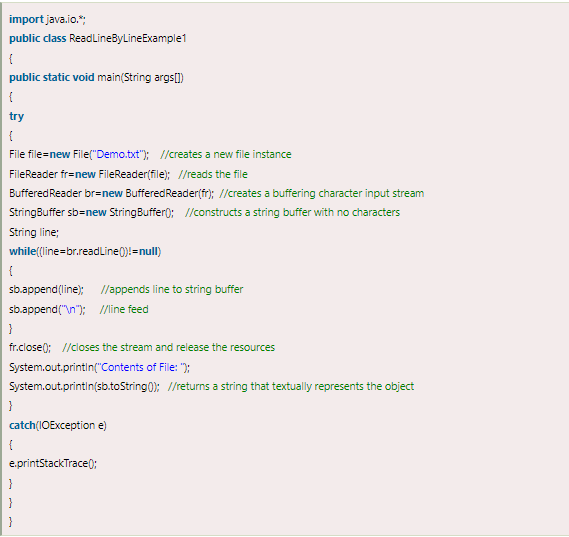 import java.io.*;
public class ReadLineByLineExample1
{
public static void main(String args[])
{
try
{
File file=new File("Demo.txt");    //creates a new file instance
FileReader fr=new FileReader(file);   //reads the file
BufferedReader br=new BufferedReader(fr);  //creates a buffering character input stream
StringBuffer sb=new StringBuffer();    //constructs a string buffer with no characters
String line;
while((line=br.readLine())!=null)
{
sb.append(line);      //appends line to string buffer
sb.append("\n");     //line feed
}
fr.close();    //closes the stream and release the resources
System.out.println("Contents of File: ");
System.out.println(sb.toString());   //returns a string that textually represents the object
}
catch(IOException e)
{
e.printStackTrace();
}
}
}